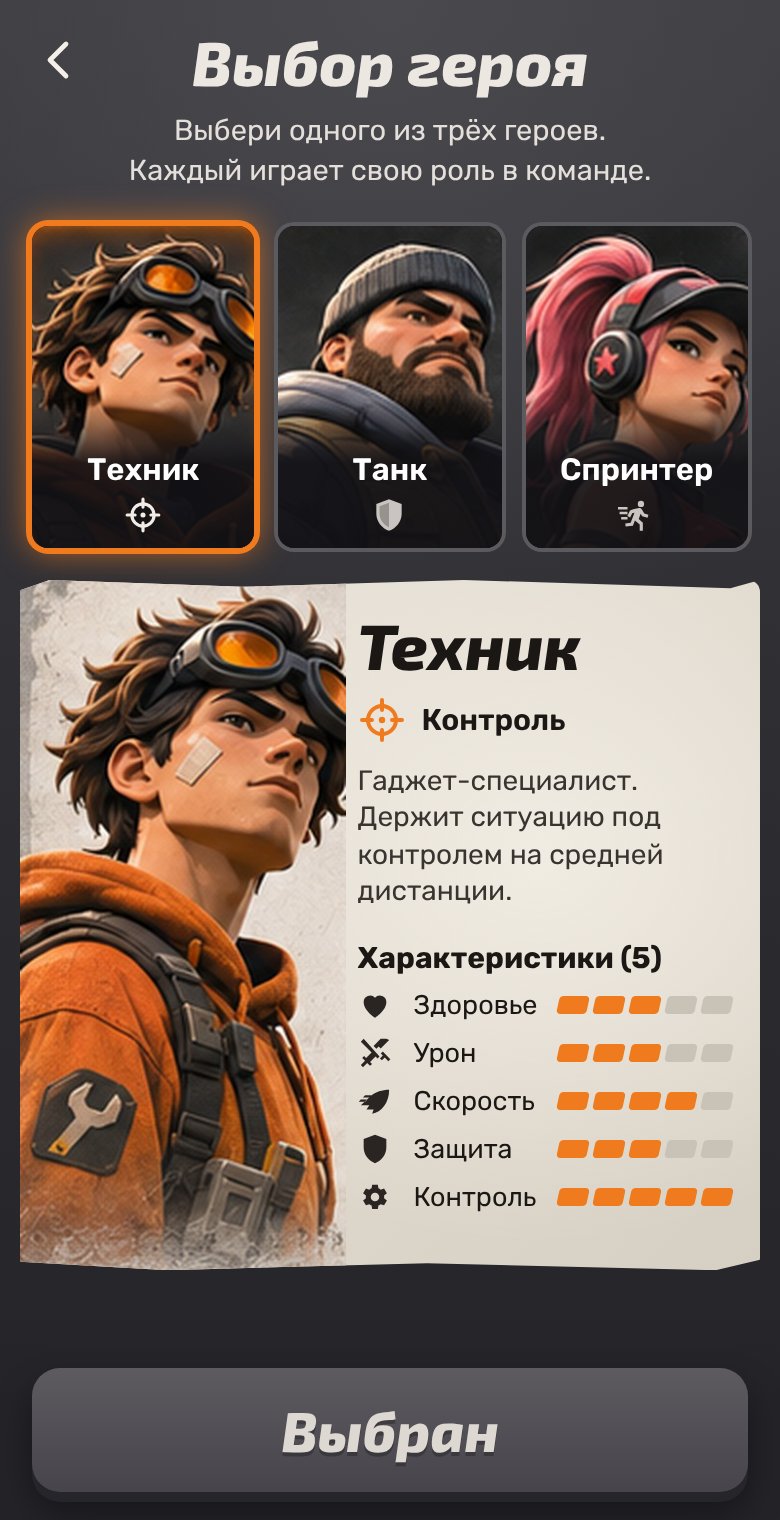 Выбор героя
Выбери одного из трёх героев.
Каждый играет свою роль в команде.
Техник
Танк
Спринтер
Техник
Контроль
Гаджет-специалист.
Держит ситуацию под
контролем на средней
дистанции.
Характеристики (5)
Здоровье
Урон
Скорость
Защита
Контроль
Выбран